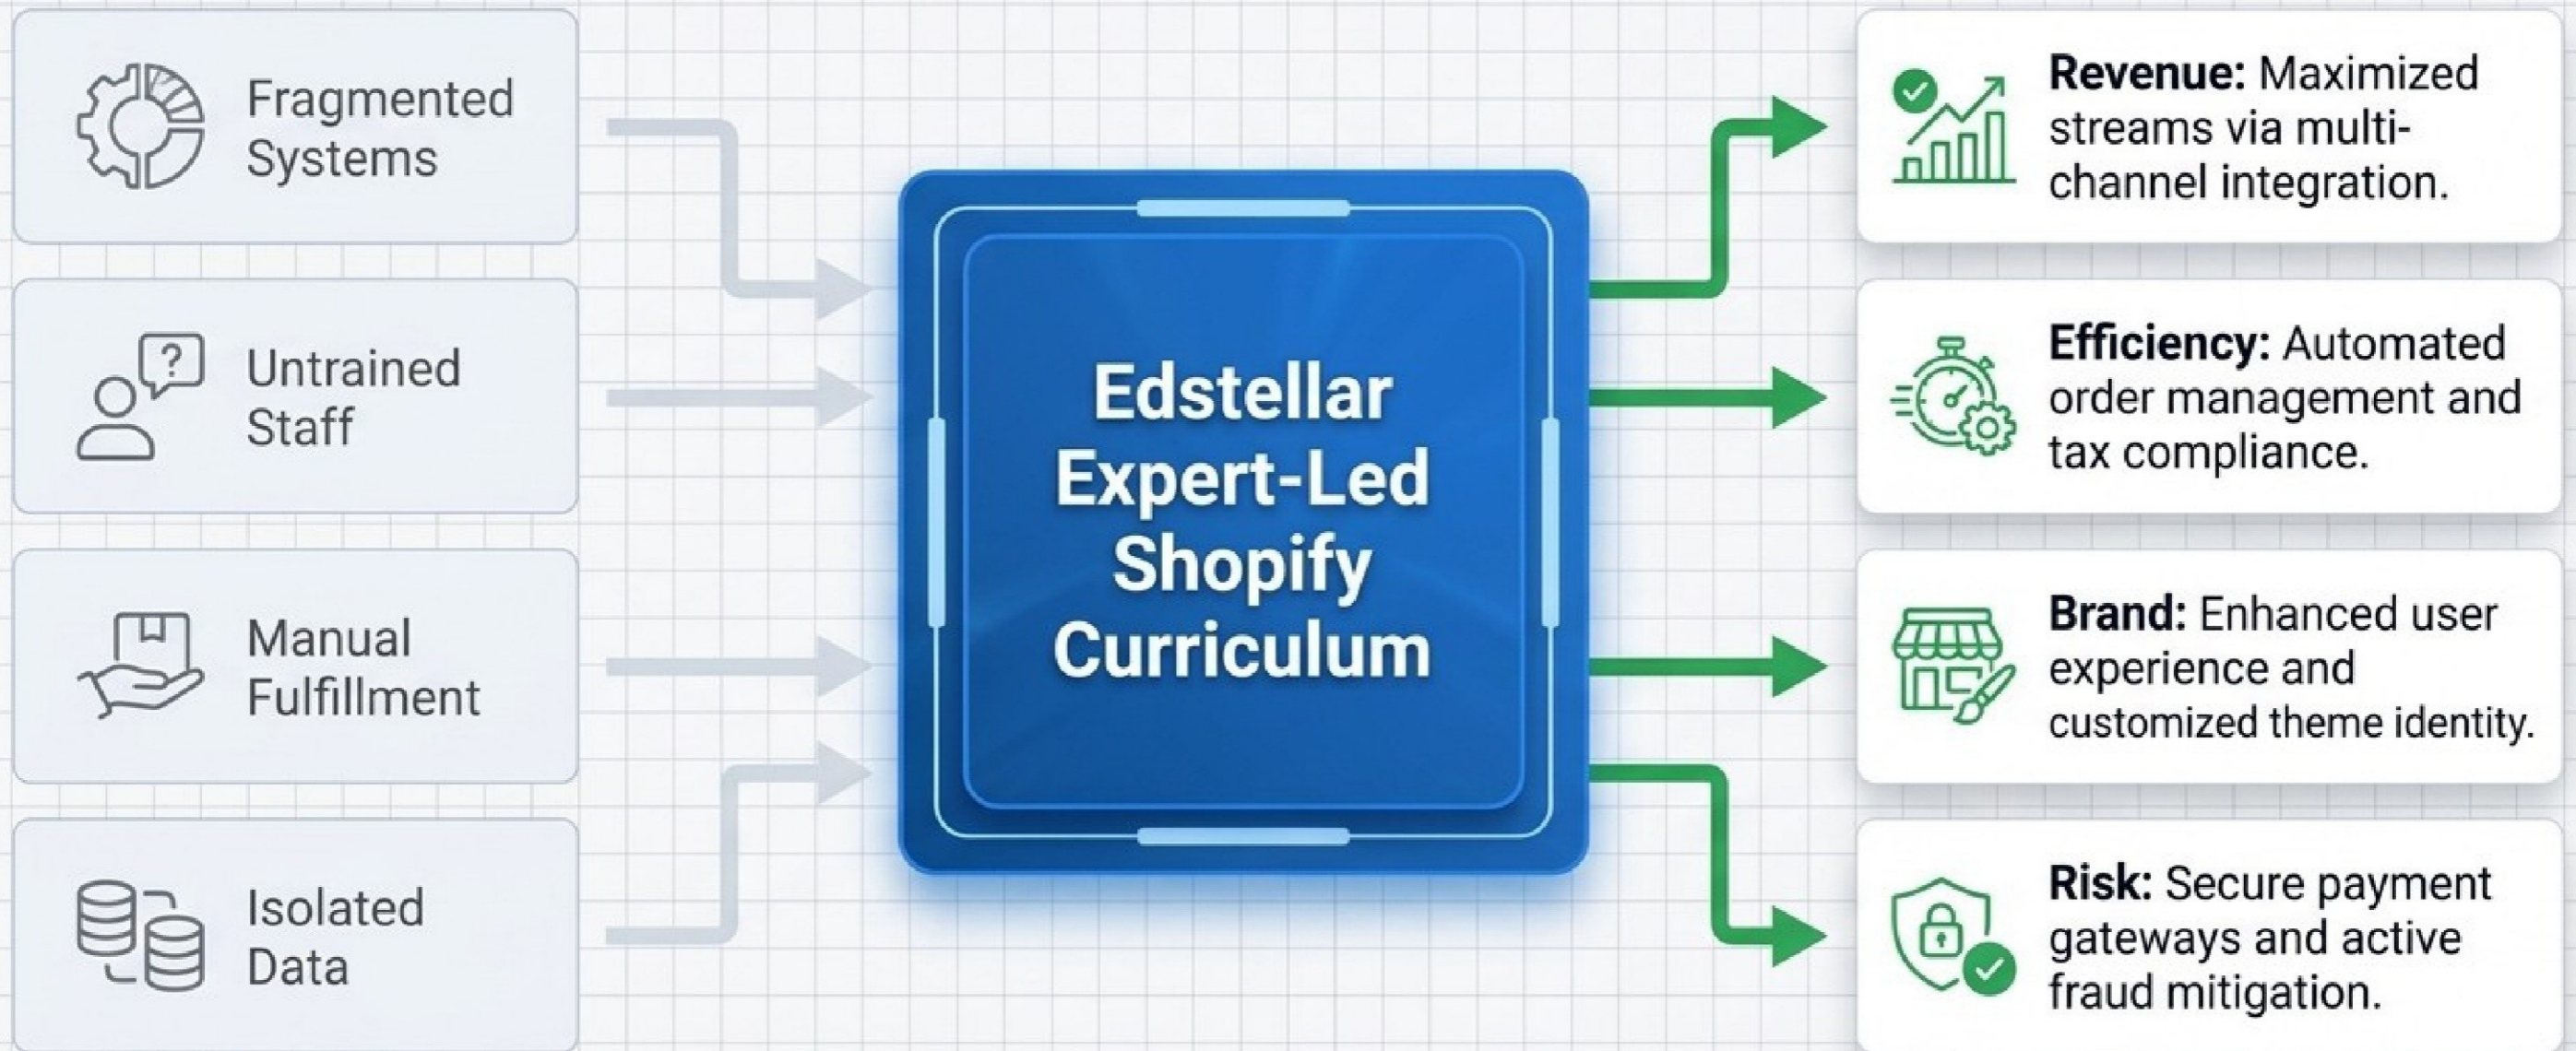 Fragmented
Systems
Untrained
Staff
?
Manual
Fulfillment
Isolated
Data
Edstellar
Expert-Led
Shopify
Curriculum
Revenue: Maximized
streams via multi-
channel integration.
Efficiency: Automated
order management and
tax compliance.
Brand: Enhanced user
experience and
customized theme identity.
Risk: Secure payment
gateways and active
fraud mitigation.